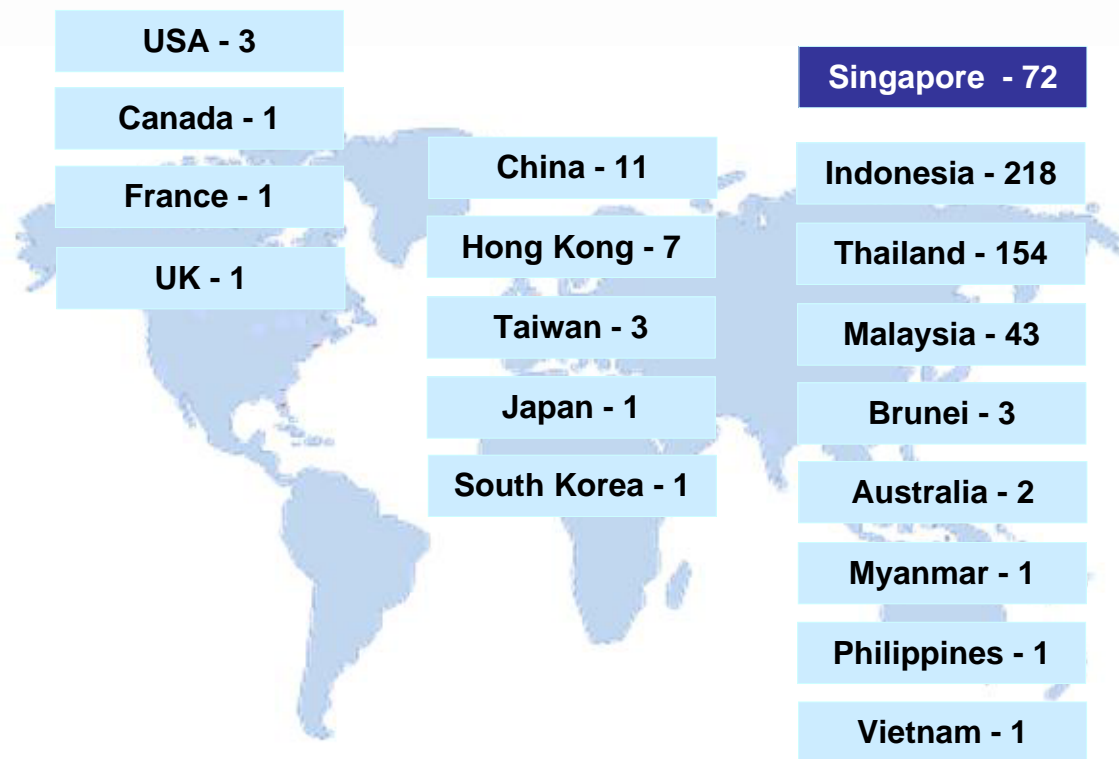 USA - 3
Canada - 1
France - 1
UK - 1
China - 11
Hong Kong - 7
Taiwan - 3
Japan - 1
South Korea - 1
Singapore - 72
Indonesia - 218
Thailand - 154
Malaysia - 43
Brunei - 3
Australia - 2
Myanmar - 1
Philippines - 1
Vietnam - 1